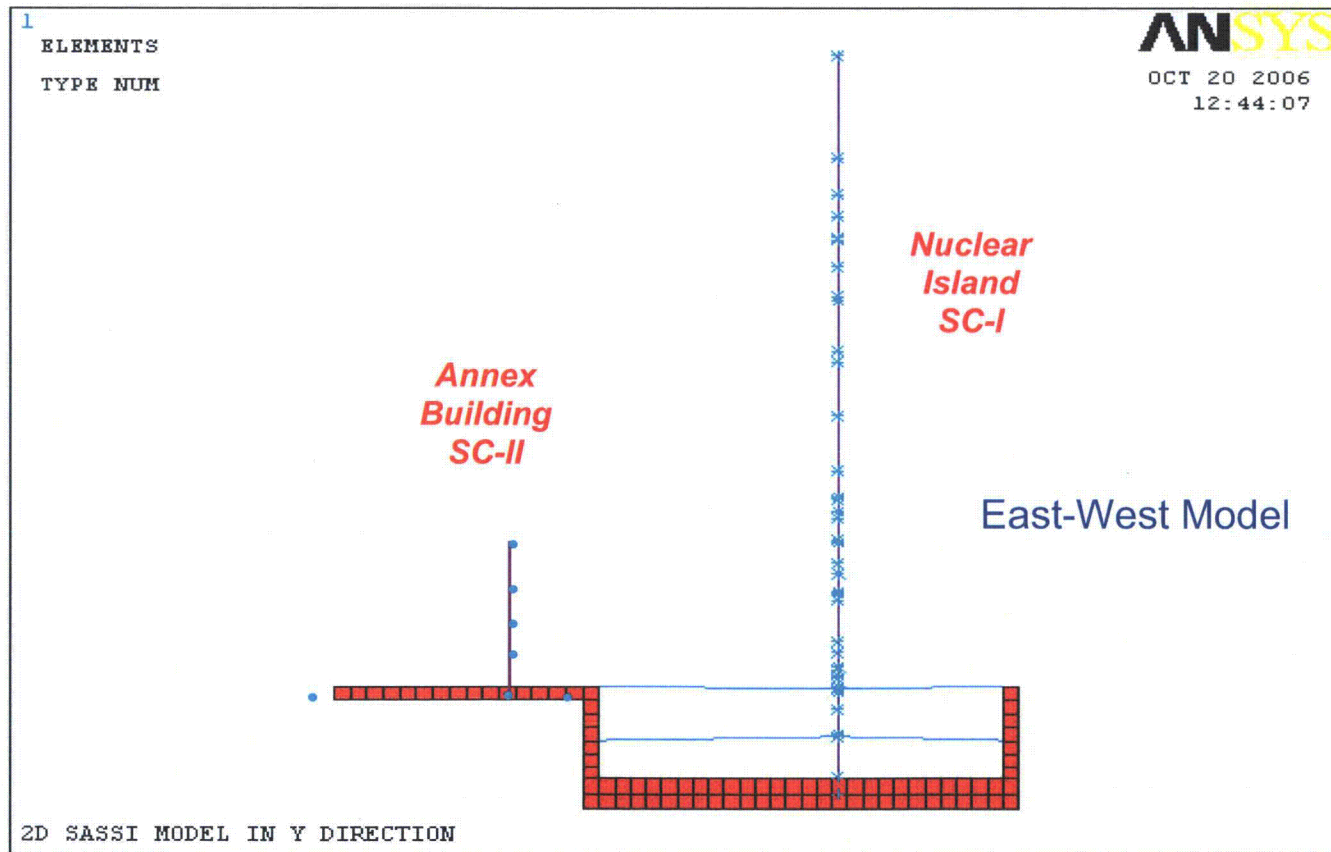 1
ELEMENTS
TYPE NUM
ANSYS
OCT 20 2006
12:44:07
Nuclear
Island
SC-I
Annex
Building
SC-II
East-West Model
2D SASSI MODEL IN Y DIRECTION